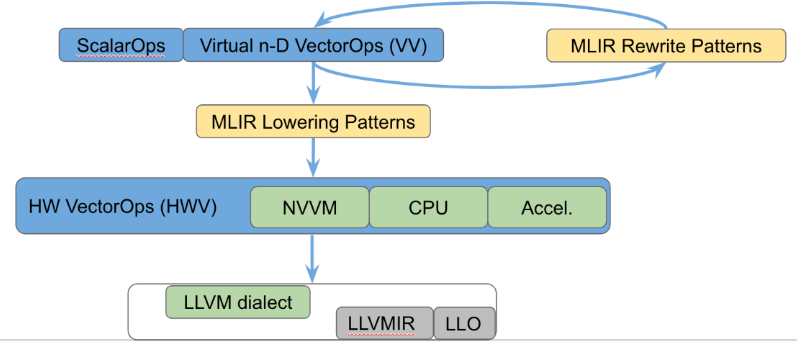 ScalarOps
Virtual n-D VectorOps (VV)
MLIR Rewrite Patterns
MLIR Lowering Patterns
HW VectorOps (HWV)
NVVM
CPU
Accel.
LLVM dialect
LLVMIR
LLO